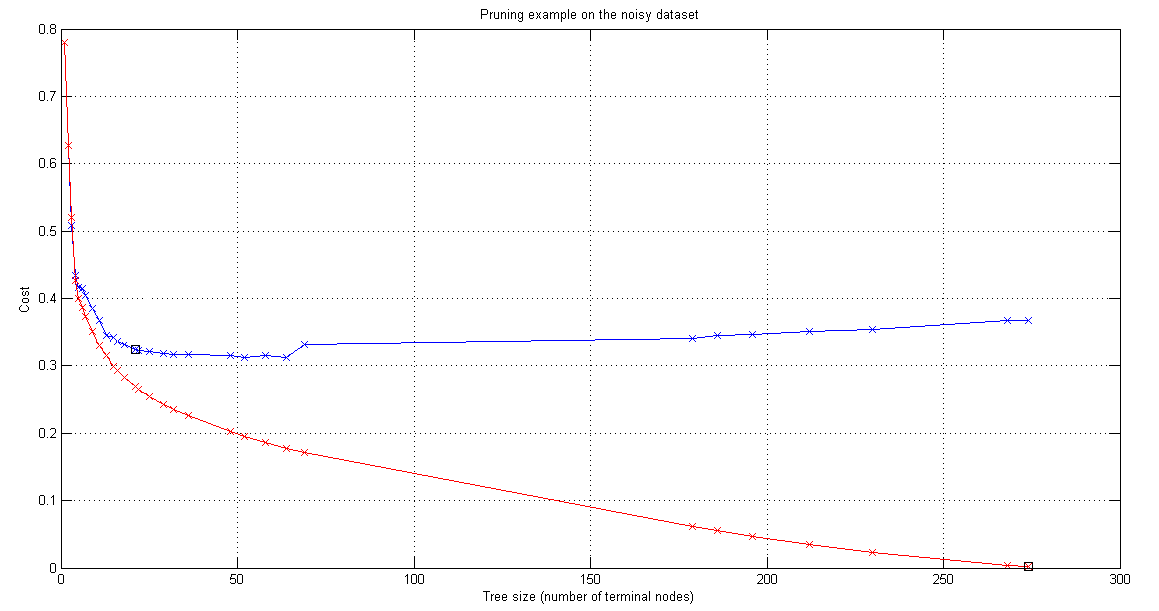 Pruning example on the noisy dataset
0.8
0.7
0.6
0.5
0.4
0.3
0.2
0.1
0
Cost
0 50 100 150 200 250 300
Tree size (number of terminal nodes)